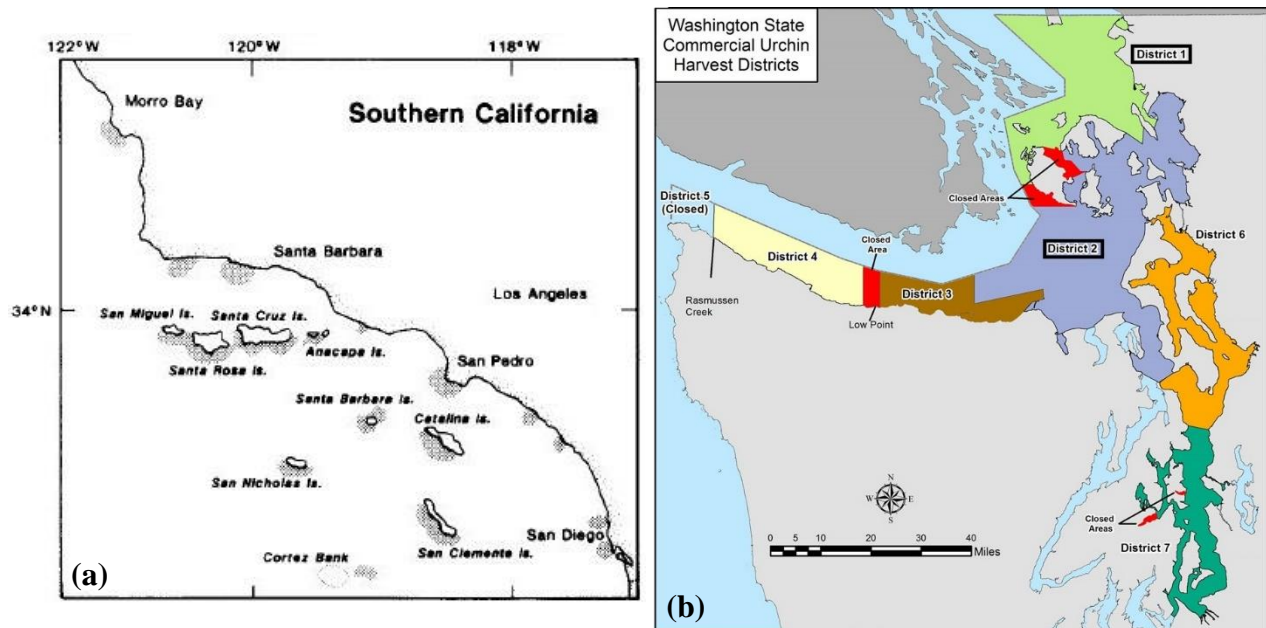 122°W
120°W
118°W
Morro Bay
Southern California
Santa Barbara
Los Angeles
34°N
San Miguel Is.
Santa Cruz Is.
Anacapa Is.
Santa Rosa Is.
San Pedro
Santa Barbara Is.
Catalina Is.
San Nicholas Is.
San Diego
San Clemente Is.
Cortez Bank
(a)
Washington State
Commercial Urchin
Harvest Districts
District 1
Closed Areas
District 5
(Closed)
District 6
Closed
Area
District 2
District 4
District 3
Rasmussen
Creek
Low Point
N
W
E
S
0
5
10
20
30
40
Miles
Closed
Areas
District 7
(b)